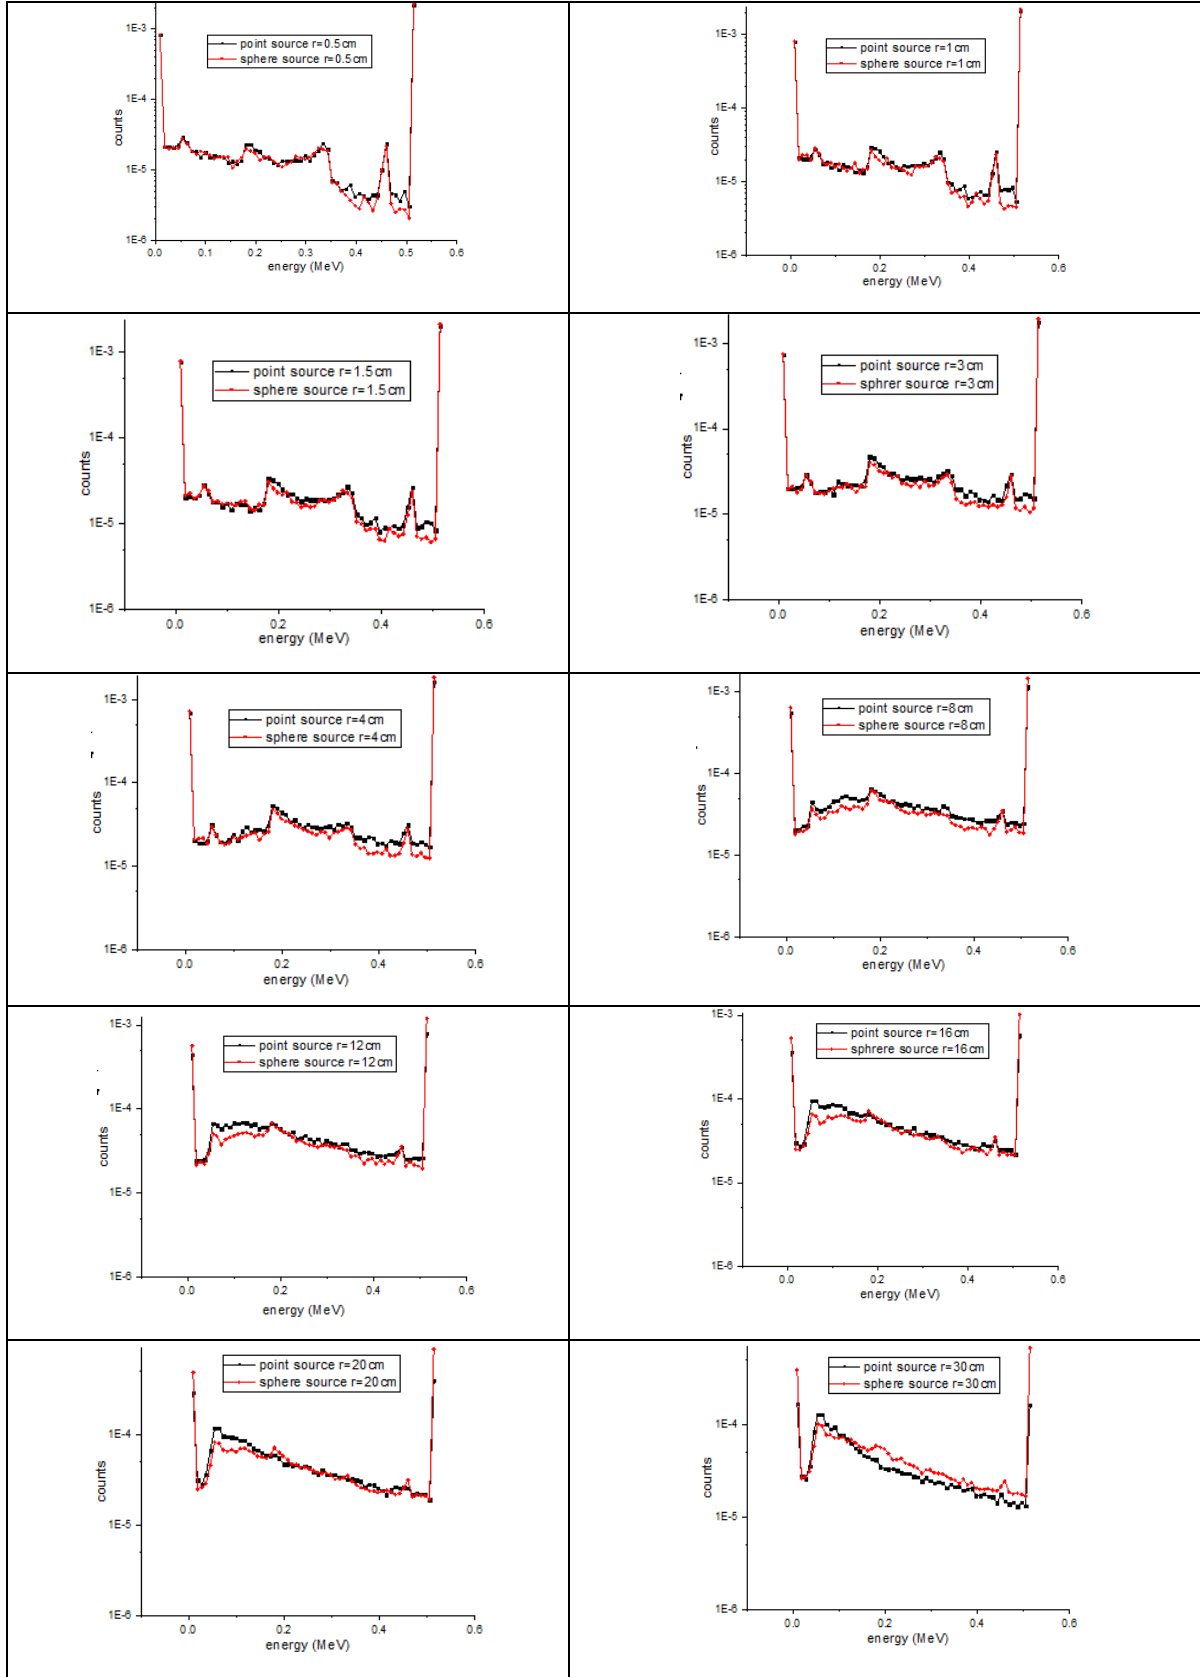 1E-3
point source r=0.5cm
sphere source r=0.5cm
1E-4
counts
1E-5
1E-6
0.0 0.1 0.2 0.3 0.4 0.5 0.6
energy (MeV)
1E-3
point source r=1cm
sphere source r=1cm
1E-4
counts
1E-5
1E-6
0.0 0.2 0.4 0.6
energy (MeV)
1E-3
point source r=1.5cm
sphere source r=1.5cm
1E-4
counts
1E-5
1E-6
0.0 0.2 0.4 0.6
energy (MeV)
1E-3
point source r=3cm
sphrer source r=3cm
1E-4
counts
1E-5
1E-6
0.0 0.2 0.4 0.6
energy (MeV)
1E-3
point source r=4cm
sphere source r=4cm
1E-4
counts
1E-5
1E-6
0.0 0.2 0.4 0.6
energy (MeV)
1E-3
point source r=8cm
sphere source r=8cm
1E-4
counts
1E-5
1E-6
0.0 0.2 0.4 0.6
energy (MeV)
1E-3
point source r=12cm
sphere source r=12cm
1E-4
counts
1E-5
1E-6
0.0 0.2 0.4 0.6
energy (MeV)
1E-3
point source r=16cm
sphrere source r=16cm
1E-4
counts
1E-5
1E-6
0.0 0.2 0.4 0.6
energy (MeV)
point source r=20cm
sphere source r=20cm
1E-4
counts
1E-5
1E-6
0.0 0.2 0.4 0.6
energy (MeV)
point source r=30cm
sphere source r=30cm
1E-4
counts
1E-5
1E-6
0.0 0.2 0.4 0.6
energy (MeV)